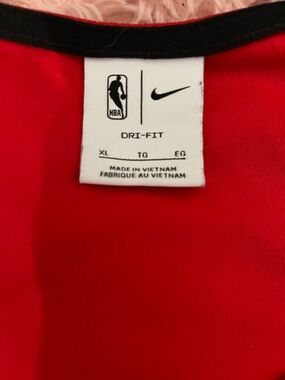 NBA
DRI-FIT
XL TG EG
MADE IN VIETNAM
FABRIQUE AU VIETNAM